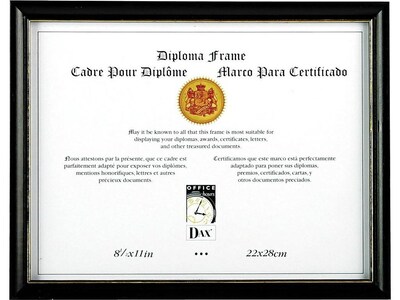 Diploma Frame
Cadre Pour Diplôme Marco Para Certificado
May it be known to all that this frame is most suitable for
displaying your diplomas, awards, certificates, letters,
and other treasured documents.
Nous attestons par la présente, que ce cadre est
parfaitement adapté pour exposer vos diplômes,
mentions honorifiques, lettres et autres
précieux documents.
Certificamos que este marco está perfectamente
adaptado para poner sus diplomas,
premios, certificados, cartas, y
otros documentos preciados.
OFFICE
hours
DAX®
8½x11in ••• 22x28cm